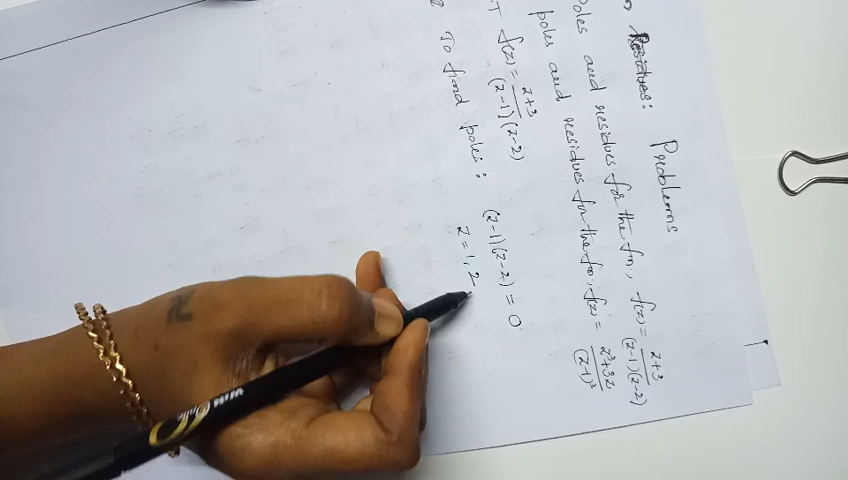 Residues: Problems
Poles and residues for the fn, f(z) = z+3/(z-1)(z-2)
poles and residues for the fn, f(z) = z³+3z/(z-1)³
T f(z) = z+3/(z-1)(z-2)
To find poles: (z-1)(z-2) = 0
z = 1, 2